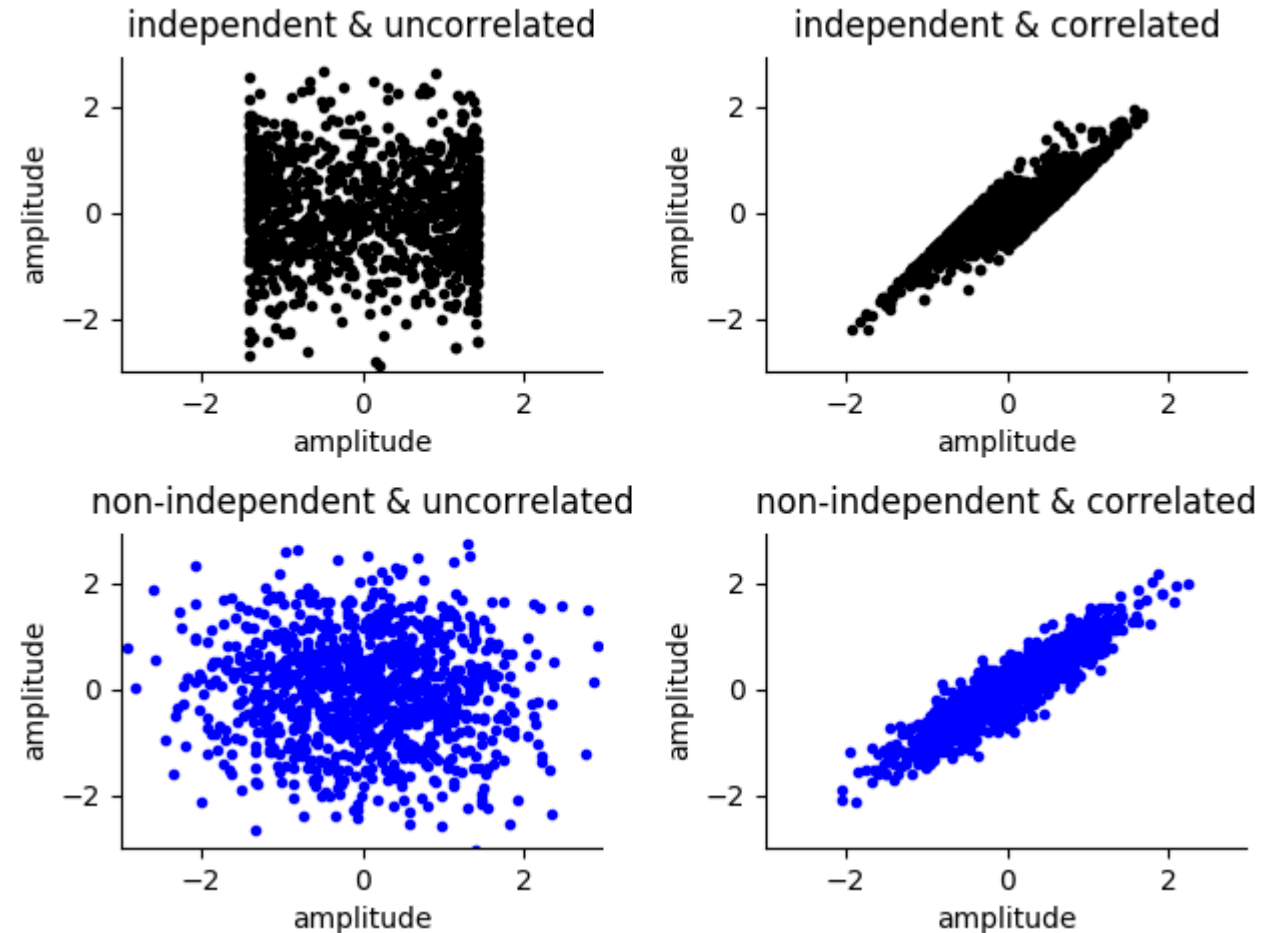 independent & uncorrelated
2
0
−2
amplitude
−2 0 2
amplitude
independent & correlated
2
0
−2
amplitude
−2 0 2
amplitude
non-independent & uncorrelated
2
0
−2
amplitude
−2 0 2
amplitude
non-independent & correlated
2
0
−2
amplitude
−2 0 2
amplitude